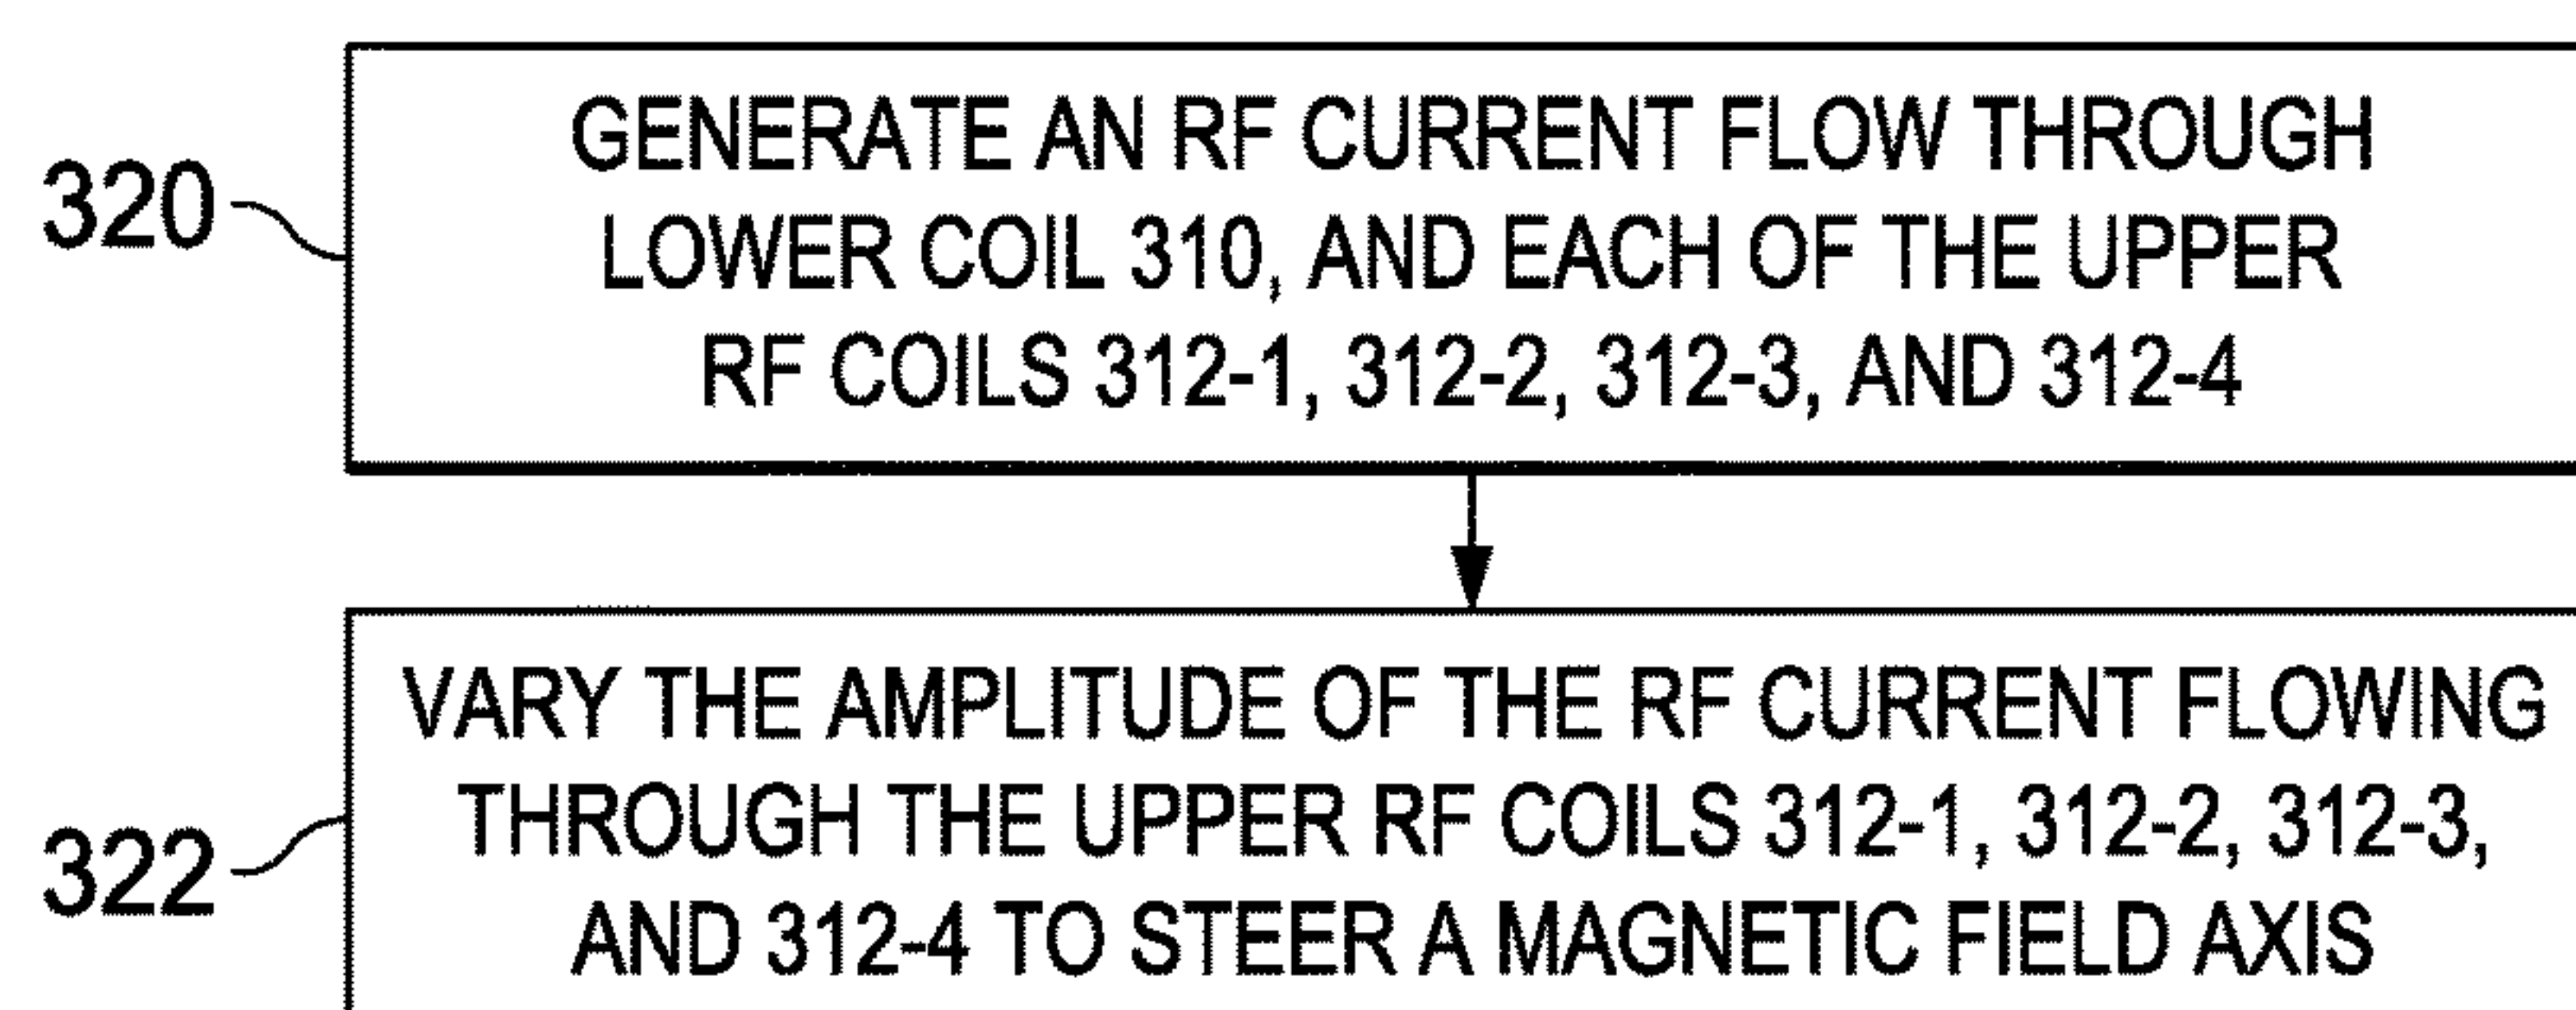 320
GENERATE AN RF CURRENT FLOW THROUGH
LOWER COIL 310, AND EACH OF THE UPPER
RF COILS 312-1, 312-2, 312-3, AND 312-4
322
VARY THE AMPLITUDE OF THE RF CURRENT FLOWING
THROUGH THE UPPER RF COILS 312-1, 312-2, 312-3,
AND 312-4 TO STEER A MAGNETIC FIELD AXIS